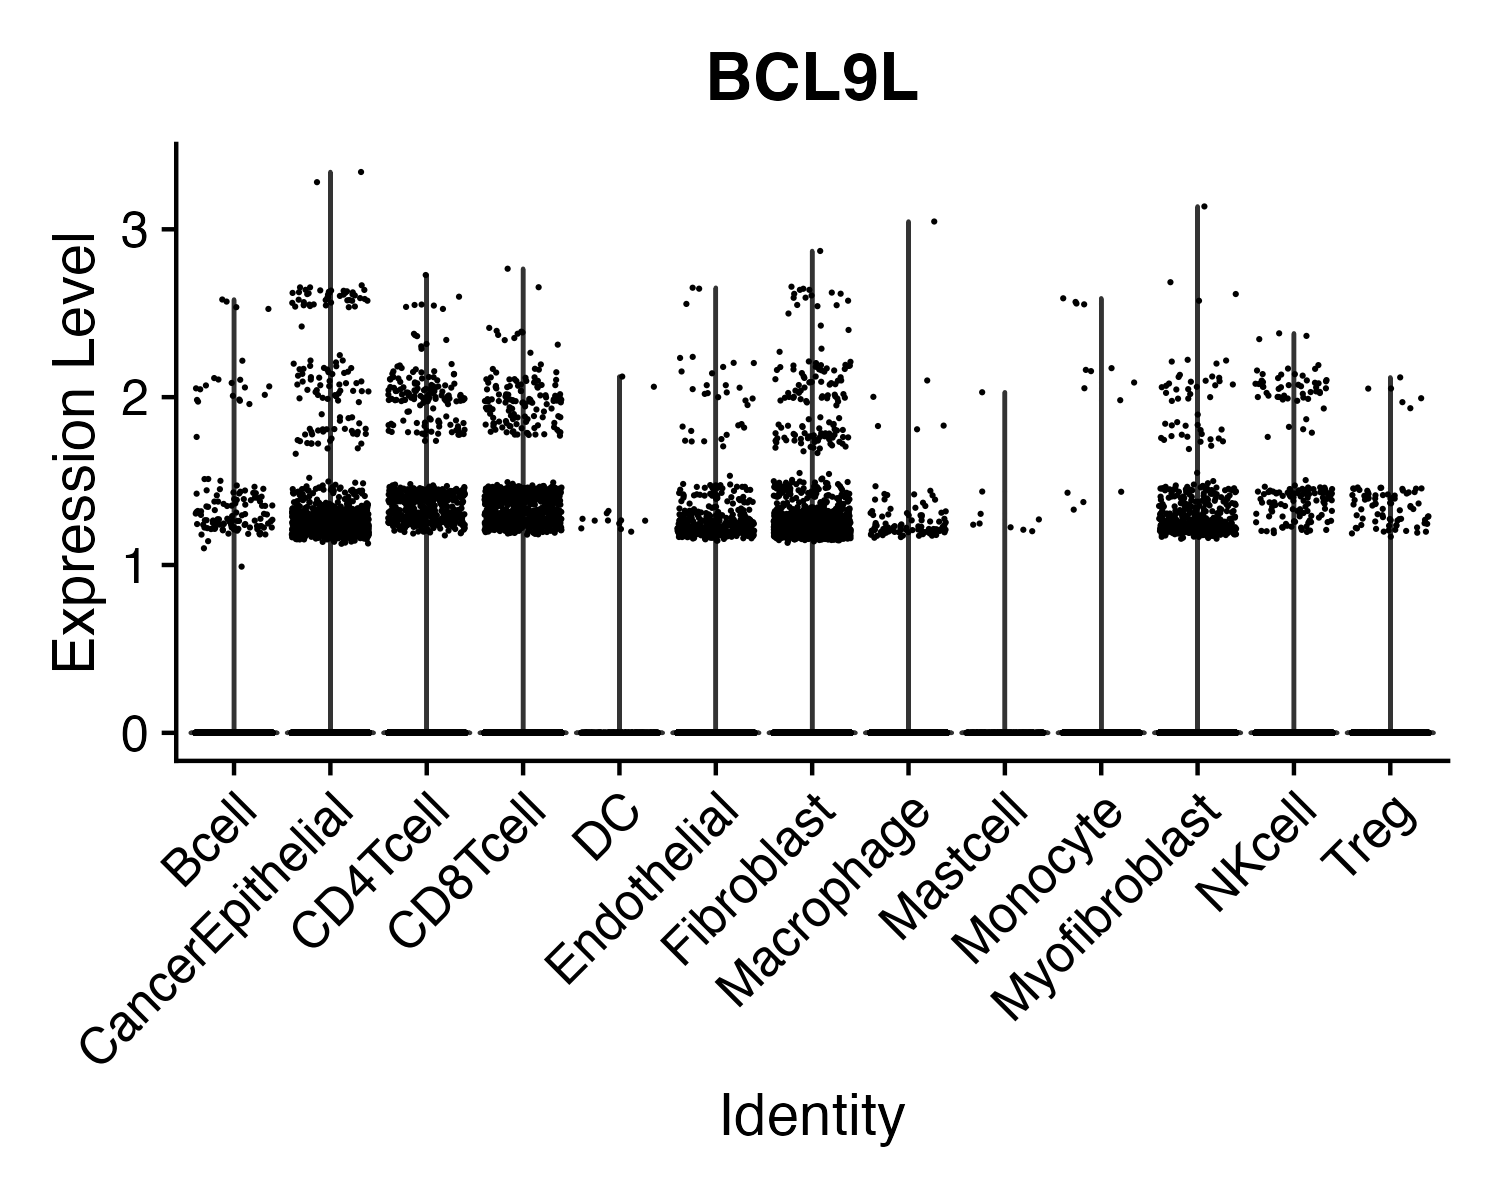 BCL9L
Expression Level
3
2
1
0
Bcell
CancerEpithelial
CD4Tcell
CD8Tcell
DC
Endothelial
Fibroblast
Macrophage
Mastcell
Monocyte
Myofibroblast
NKcell
Treg
Identity